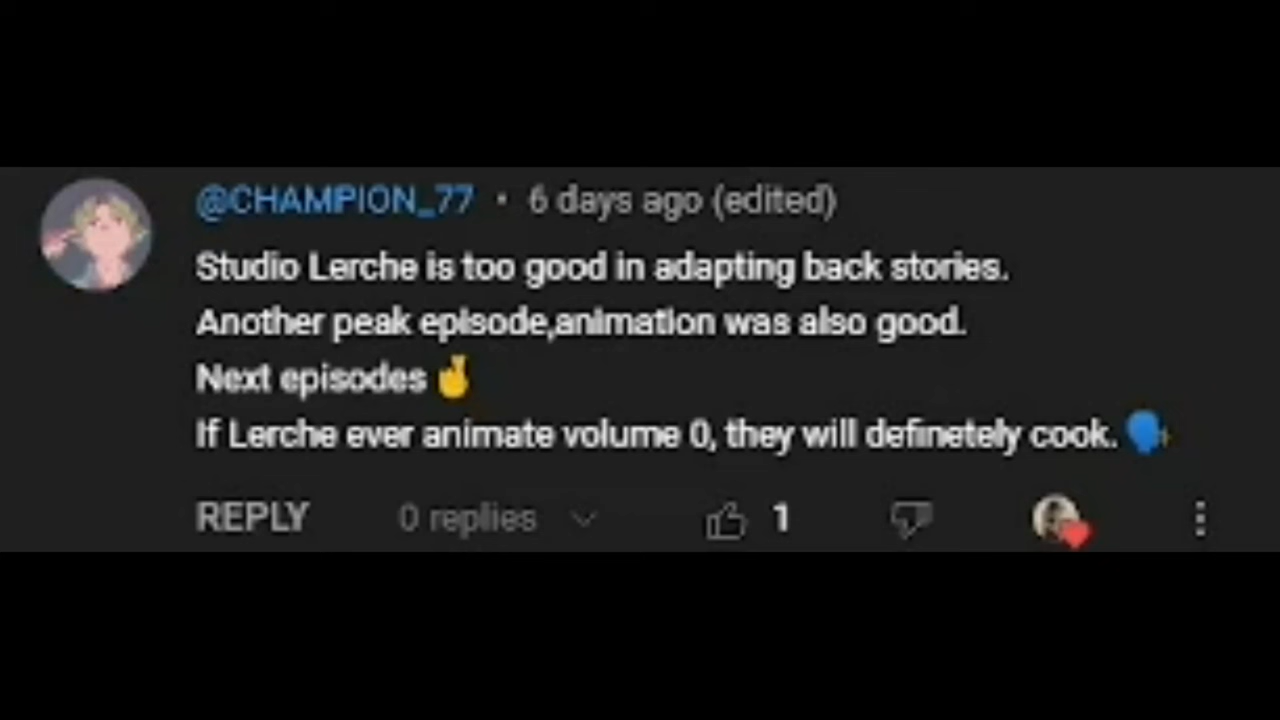 @CHAMPION_77 • 6 days ago (edited)
Studio Lerche is too good in adapting back stories.
Another peak episode,animation was also good.
Next episodes 🤞
If Lerche ever animate volume 0, they will definetely cook. 🗣️
REPLY 0 replies 1